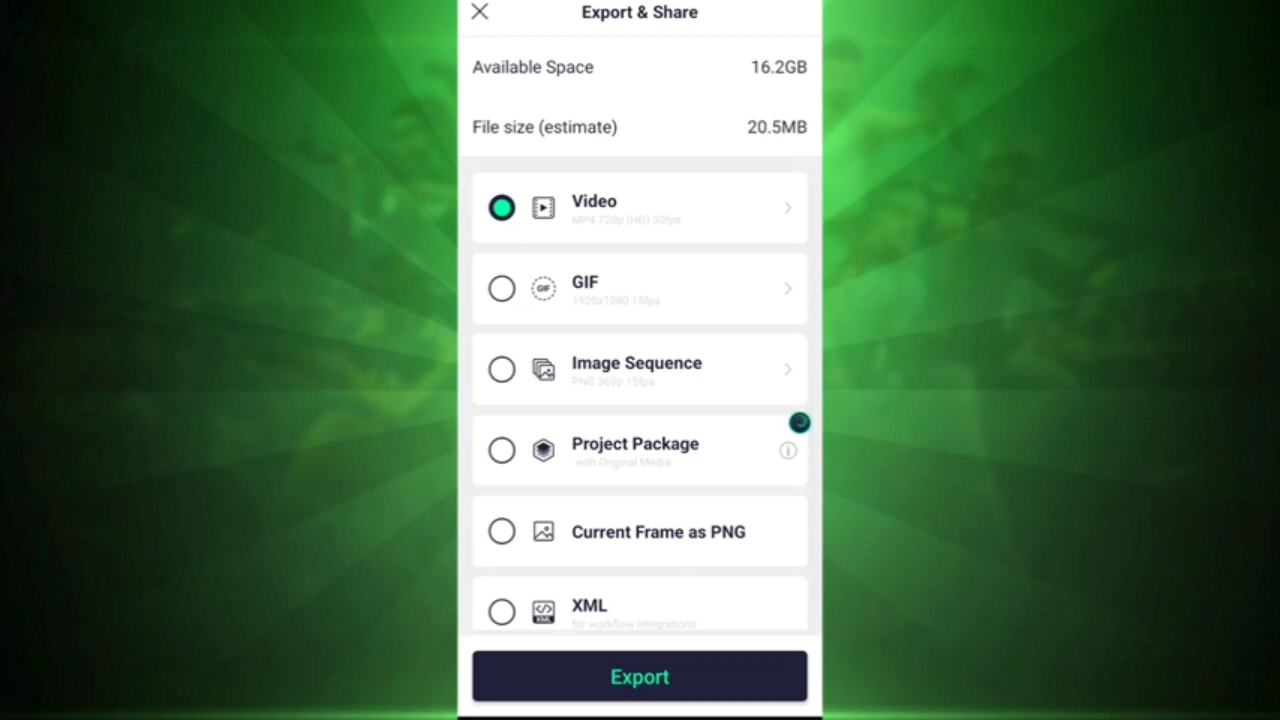 Export & Share
Available Space 16.2GB
File size (estimate) 20.5MB
Video
MP4 720p (HD) 30fps
GIF
GIF
1920x1080 15fps
Image Sequence
PNG 360p 15fps
Project Package
with Original Media
Current Frame as PNG
XML
XML
for workflow integrations
Export